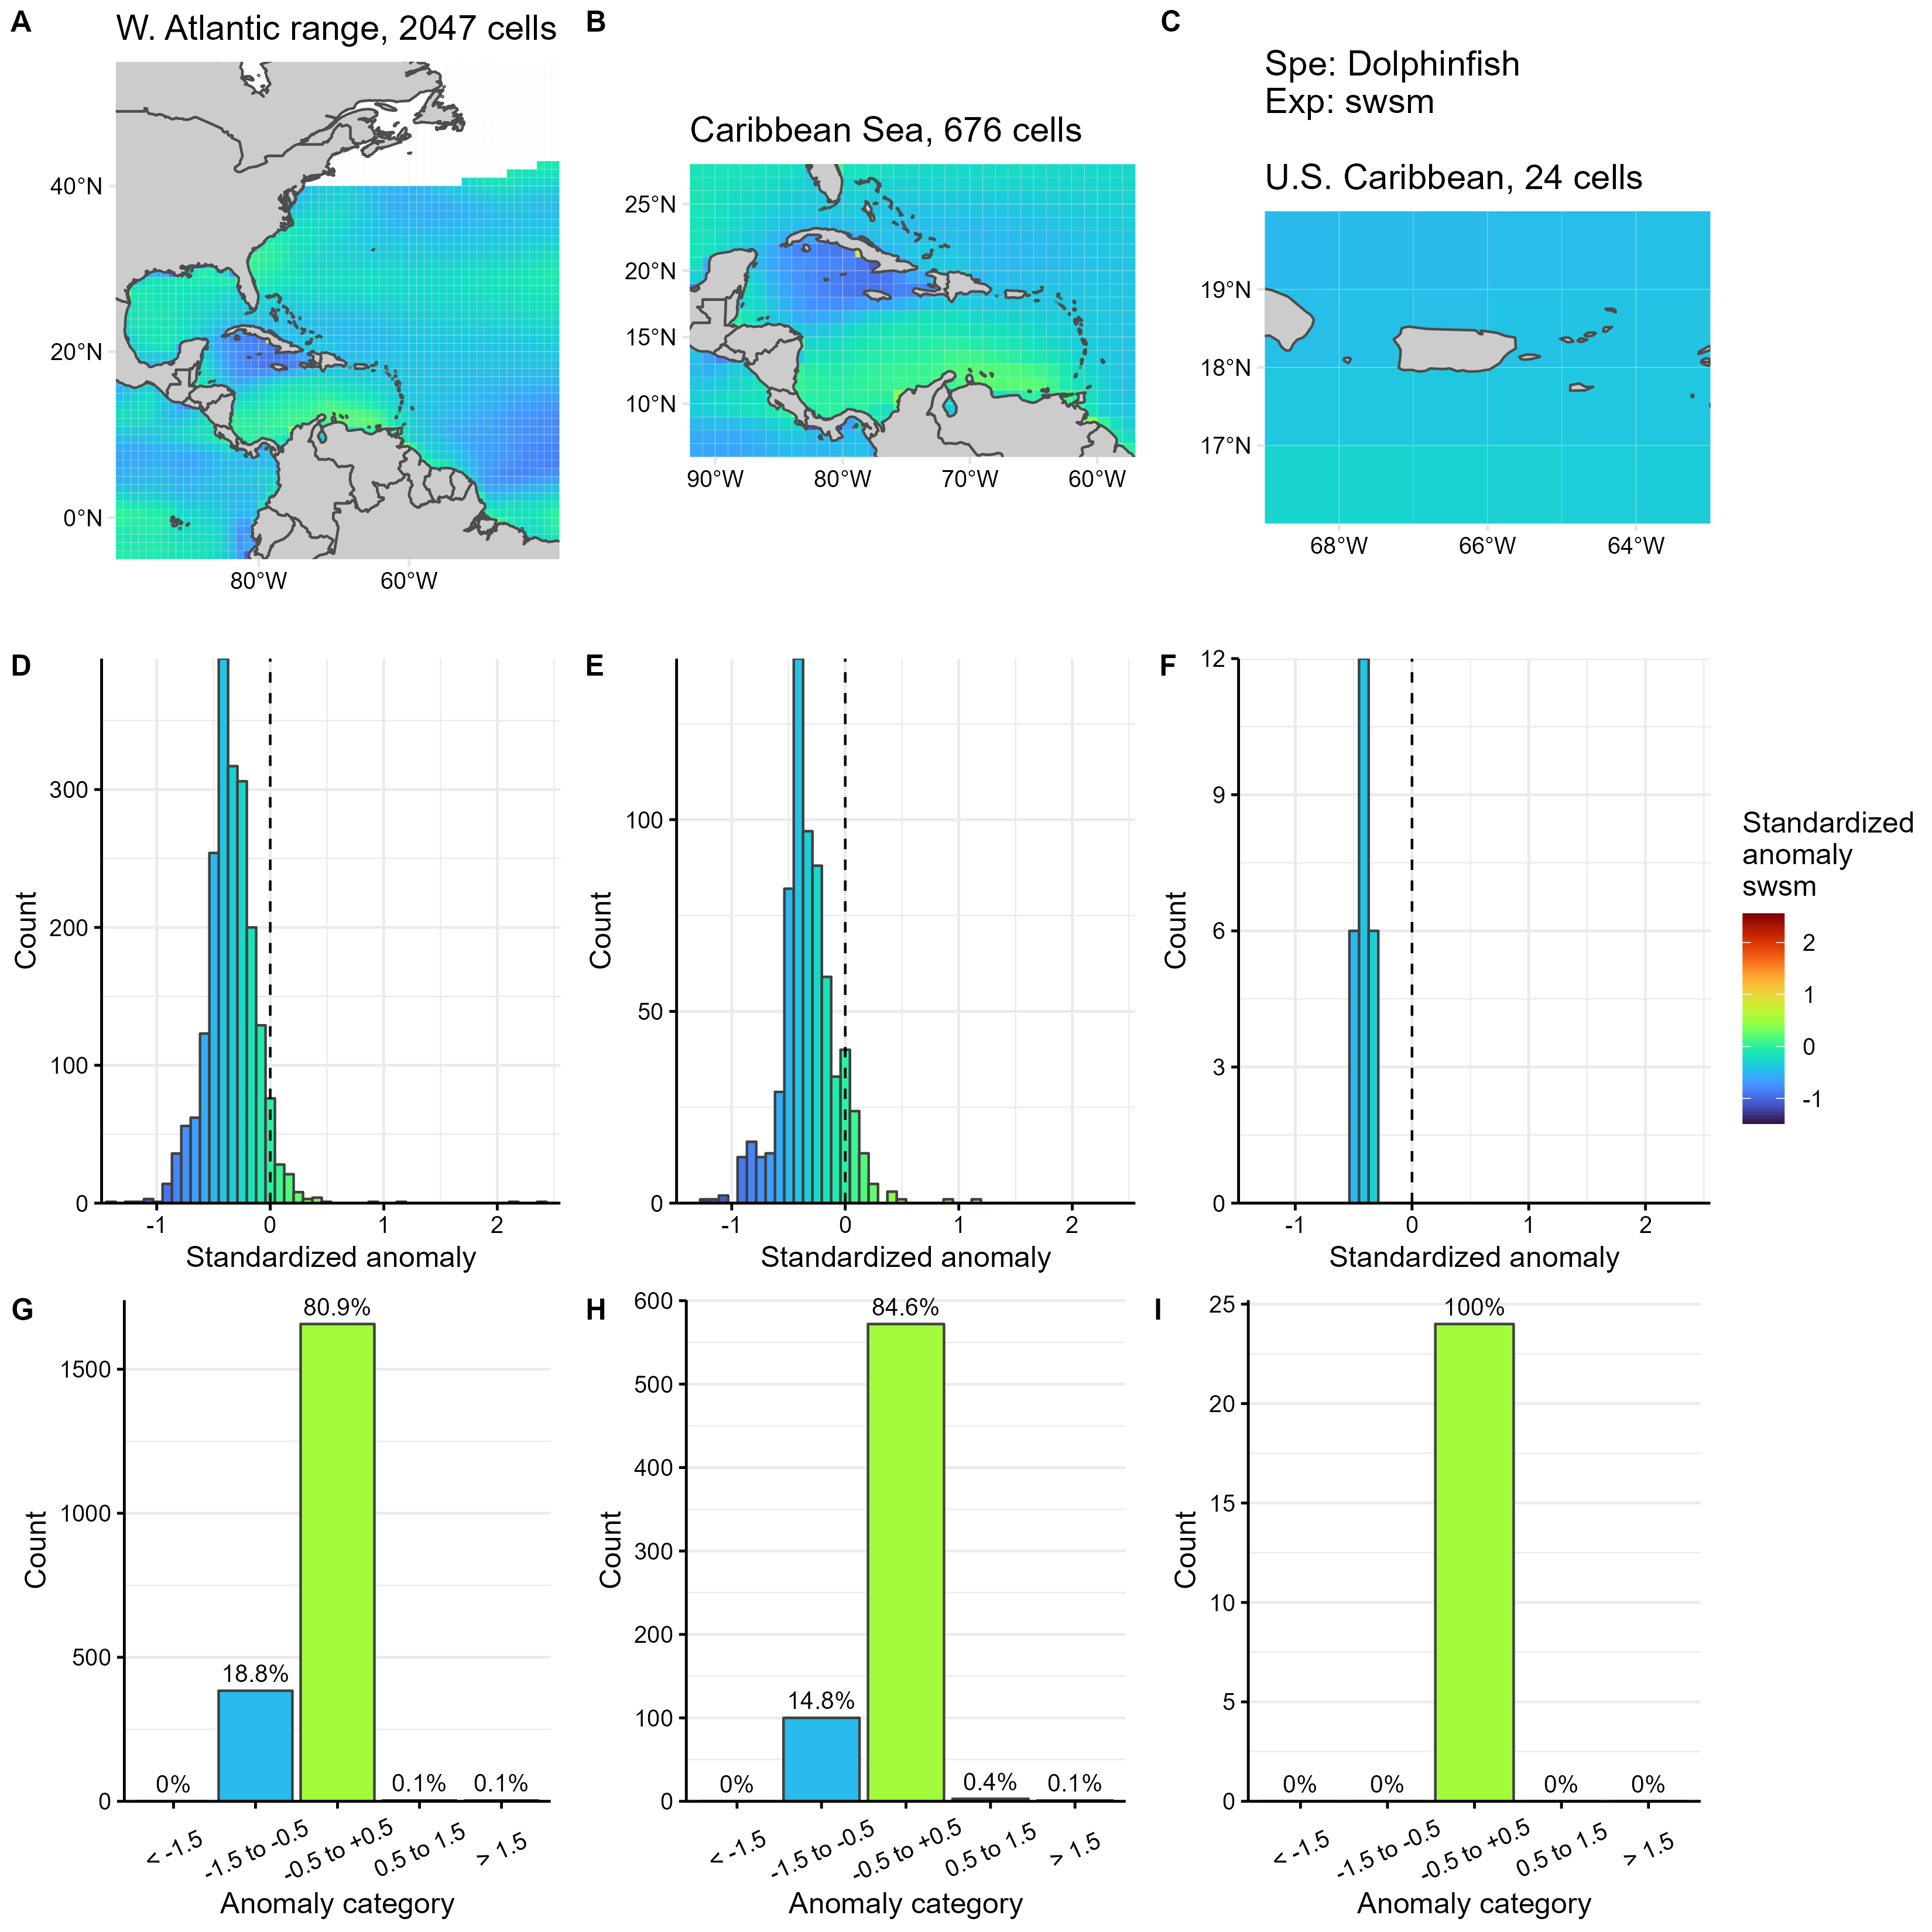 A
W. Atlantic range, 2047 cells
40°N
20°N
0°N
80°W 60°W
B
Caribbean Sea, 676 cells
25°N
20°N
15°N
10°N
90°W 80°W 70°W 60°W
C
Spe: Dolphinfish
Exp: swsm
U.S. Caribbean, 24 cells
19°N
18°N
17°N
68°W 66°W 64°W
D
Count
300
200
100
0
-1 0 1 2
Standardized anomaly
E
Count
100
50
0
-1 0 1 2
Standardized anomaly
F
Count
12
9
6
3
0
-1 0 1 2
Standardized anomaly
Standardized
anomaly
swsm
2
1
0
-1
G
Count
1500
1000
500
0
0% 18.8% 80.9% 0.1% 0.1%
< -1.5 -1.5 to -0.5 -0.5 to +0.5 0.5 to 1.5 > 1.5
Anomaly category
H
Count
600
500
400
300
200
100
0
0% 14.8% 84.6% 0.4% 0.1%
< -1.5 -1.5 to -0.5 -0.5 to +0.5 0.5 to 1.5 > 1.5
Anomaly category
I
Count
25
20
15
10
5
0
0% 0% 100% 0% 0%
< -1.5 -1.5 to -0.5 -0.5 to +0.5 0.5 to 1.5 > 1.5
Anomaly category